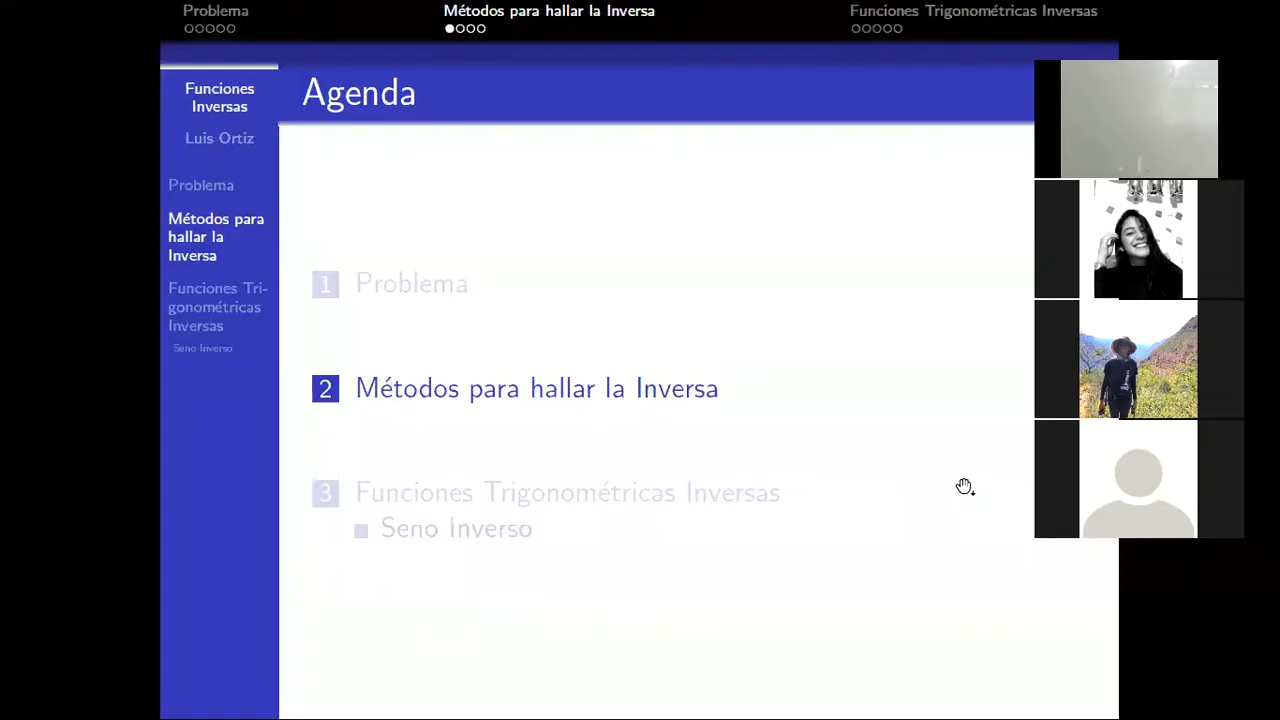 Problema
Métodos para hallar la Inversa
Funciones Trigonométricas Inversas
Funciones
Inversas
Luis Ortiz
Problema
Métodos para
hallar la
Inversa
Funciones Tri-
gonométricas
Inversas
Seno Inverso
Agenda
1 Problema
2 Métodos para hallar la Inversa
3 Funciones Trigonométricas Inversas
Seno Inverso